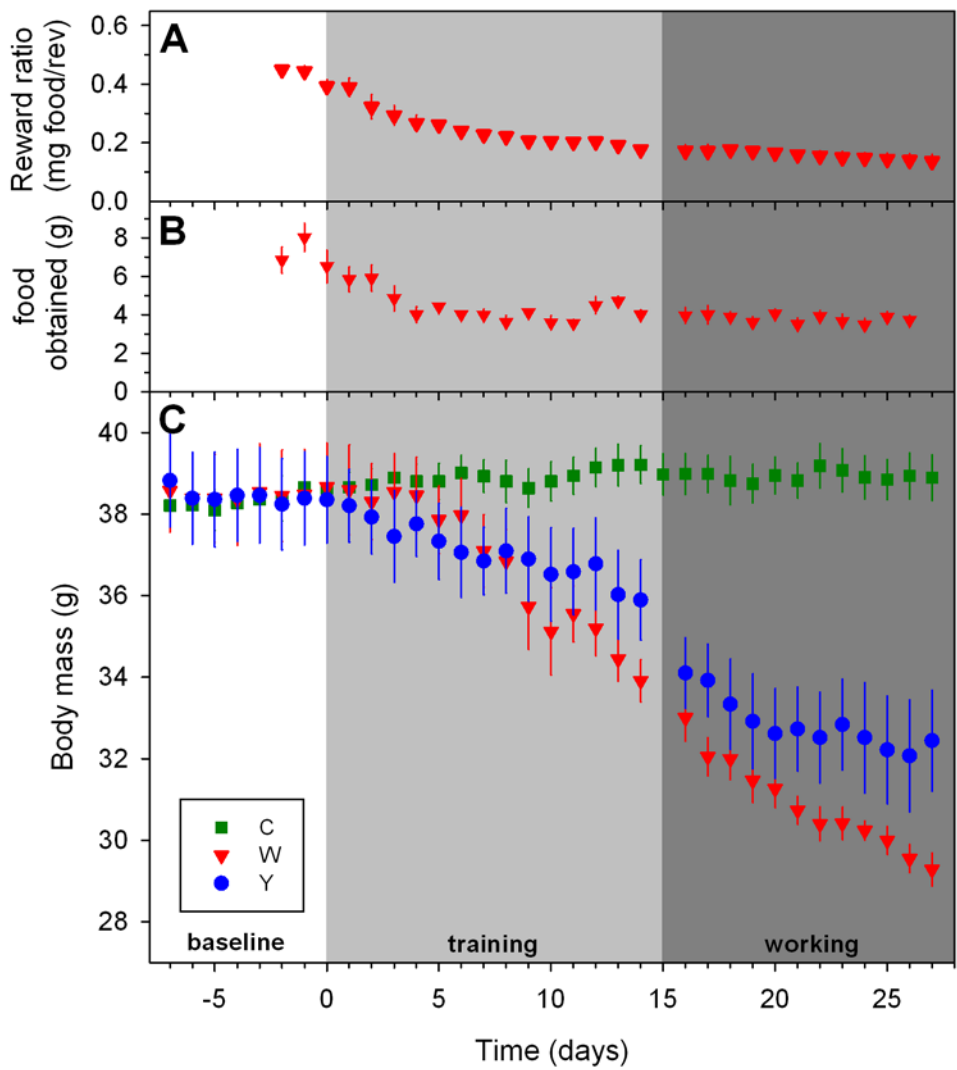 A
Reward ratio
(mg food/rev)
0.6
0.4
0.2
0.0
B
food
obtained (g)
8
6
4
2
0
C
Body mass (g)
40
38
36
34
32
30
28
C
W
Y
baseline training working
-5 0 5 10 15 20 25
Time (days)